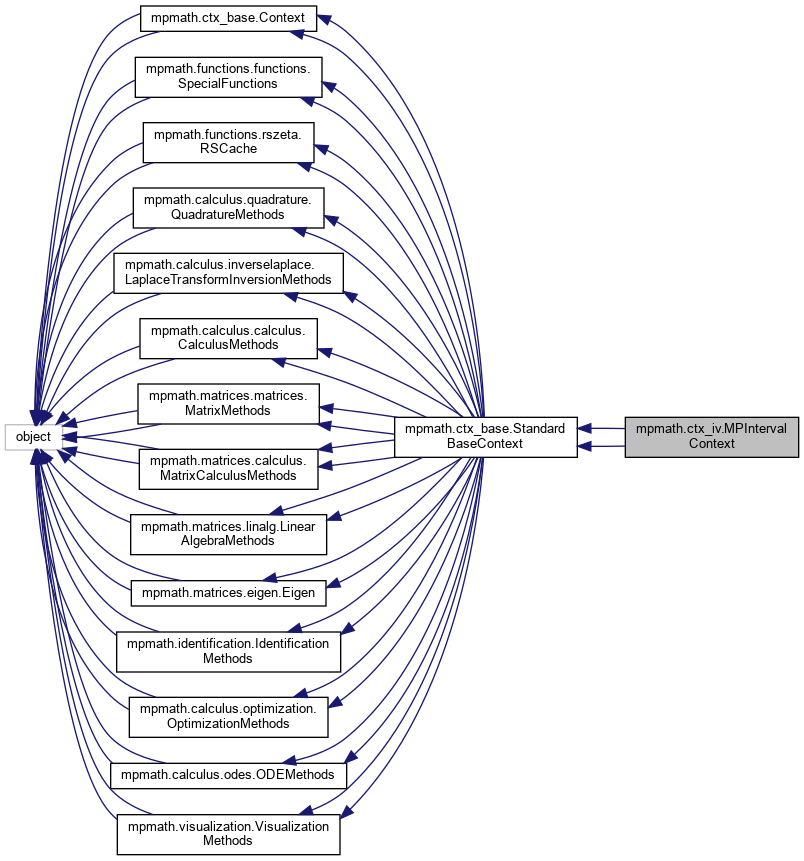 mpmath.ctx_base.Context
mpmath.functions.functions.
SpecialFunctions
mpmath.functions.rszeta.
RSCache
mpmath.calculus.quadrature.
QuadratureMethods
mpmath.calculus.inverselaplace.
LaplaceTransformInversionMethods
mpmath.calculus.calculus.
CalculusMethods
mpmath.matrices.matrices.
MatrixMethods
object
mpmath.ctx_base.Standard
BaseContext
mpmath.ctx_iv.MPInterval
Context
mpmath.matrices.calculus.
MatrixCalculusMethods
mpmath.matrices.linalg.Linear
AlgebraMethods
mpmath.matrices.eigen.Eigen
mpmath.identification.Identification
Methods
mpmath.calculus.optimization.
OptimizationMethods
mpmath.calculus.odes.ODEMethods
mpmath.visualization.Visualization
Methods